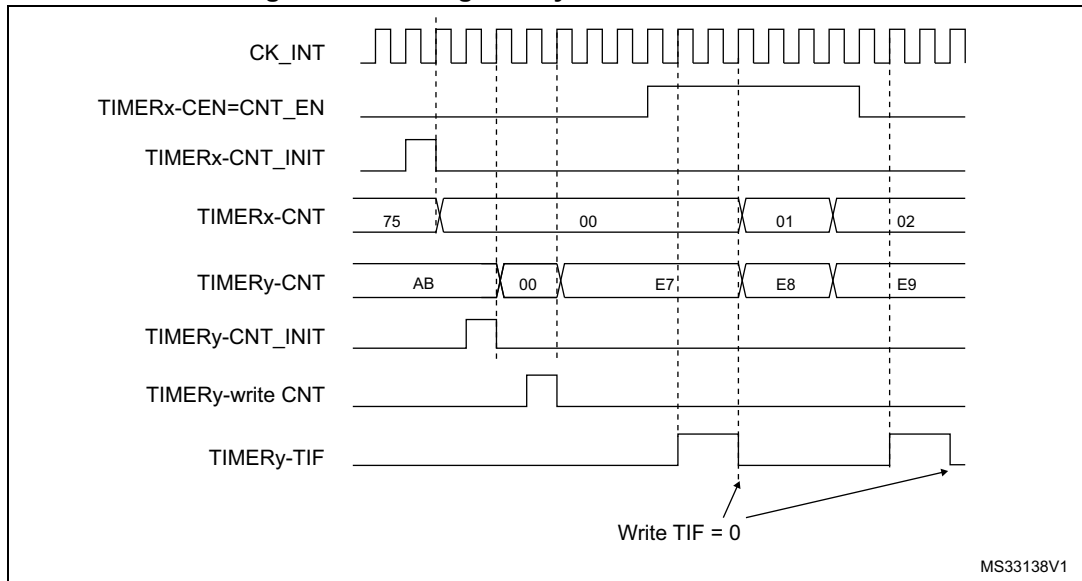 CK_INT
TIMERx-CEN=CNT_EN
TIMERx-CNT_INIT
TIMERx-CNT 75 00 01 02
TIMERy-CNT AB 00 E7 E8 E9
TIMERy-CNT_INIT
TIMERy-write CNT
TIMERy-TIF
Write TIF = 0
MS33138V1